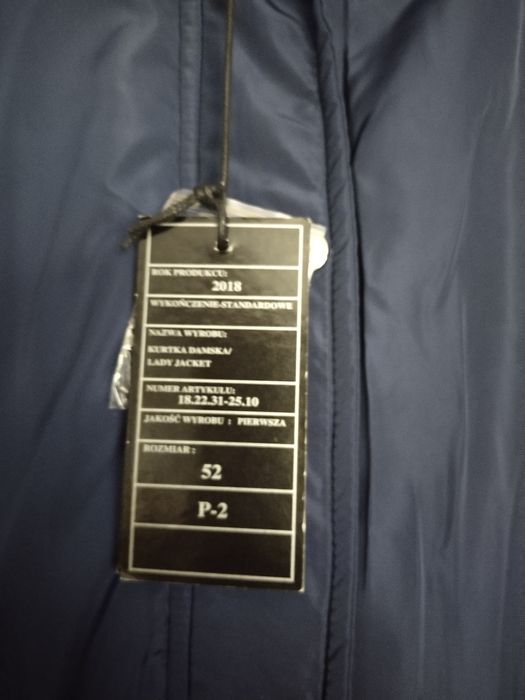 ROK PRODUKCJI:
2018
WYKOŃCZENIE-STANDARDOWE
NAZWA WYROBU:
KURTKA DAMSKA/
LADY JACKET
NUMER ARTYKUŁU:
18.22.31-25.10
JAKOŚĆ WYROBU : PIERWSZA
ROZMIAR :
52
P-2